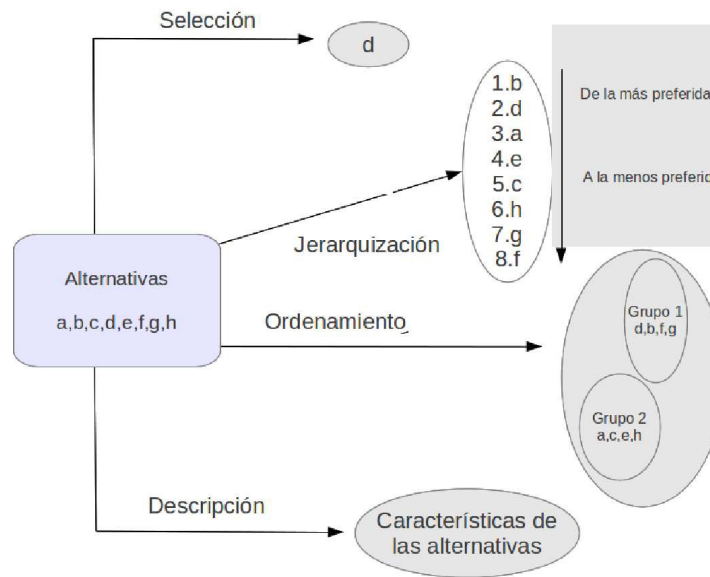 Selección
d
1.b
2.d
3.a
4.e
5.c
6.h
7.g
8.f
De la más preferida
A la menos preferid
Jerarquización
Alternativas
a,b,c,d,e,f,g,h
Ordenamiento
Grupo 1
d,b,f,g
Grupo 2
a,c,e,h
Descripción
Características de
las alternativas